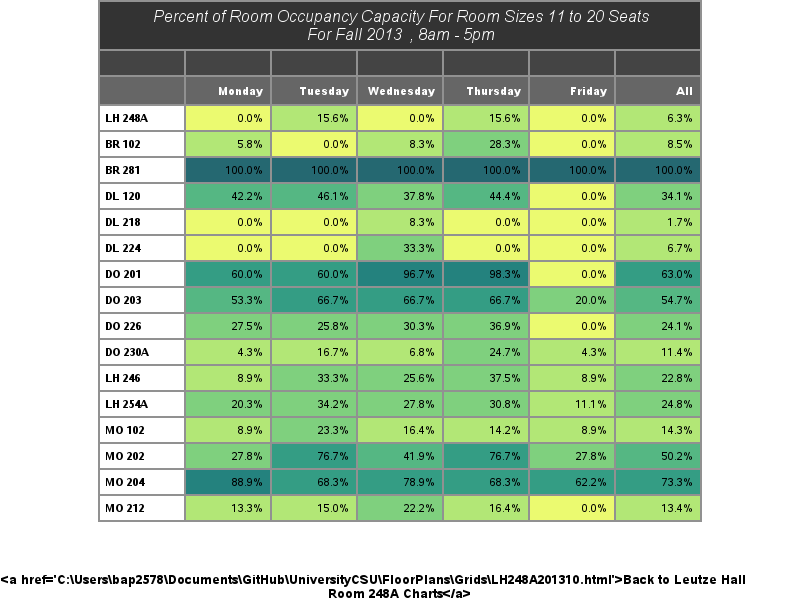 Percent of Room Occupancy Capacity For Room Sizes 11 to 20 Seats
For Fall 2013 , 8am - 5pm
Monday Tuesday Wednesday Thursday Friday All
LH 248A 0.0% 15.6% 0.0% 15.6% 0.0% 6.3%
BR 102 5.8% 0.0% 8.3% 28.3% 0.0% 8.5%
BR 281 100.0% 100.0% 100.0% 100.0% 100.0% 100.0%
DL 120 42.2% 46.1% 37.8% 44.4% 0.0% 34.1%
DL 218 0.0% 0.0% 8.3% 0.0% 0.0% 1.7%
DL 224 0.0% 0.0% 33.3% 0.0% 0.0% 6.7%
DO 201 60.0% 60.0% 96.7% 98.3% 0.0% 63.0%
DO 203 53.3% 66.7% 66.7% 66.7% 20.0% 54.7%
DO 226 27.5% 25.8% 30.3% 36.9% 0.0% 24.1%
DO 230A 4.3% 16.7% 6.8% 24.7% 4.3% 11.4%
LH 246 8.9% 33.3% 25.6% 37.5% 8.9% 22.8%
LH 254A 20.3% 34.2% 27.8% 30.8% 11.1% 24.8%
MO 102 8.9% 23.3% 16.4% 14.2% 8.9% 14.3%
MO 202 27.8% 76.7% 41.9% 76.7% 27.8% 50.2%
MO 204 88.9% 68.3% 78.9% 68.3% 62.2% 73.3%
MO 212 13.3% 15.0% 22.2% 16.4% 0.0% 13.4%
<a href='C:\Users\bap2578\Documents\GitHub\UniversityCSU\FloorPlans\Grids\LH248A201310.html'>Back to Leutze Hall
Room 248A Charts</a>